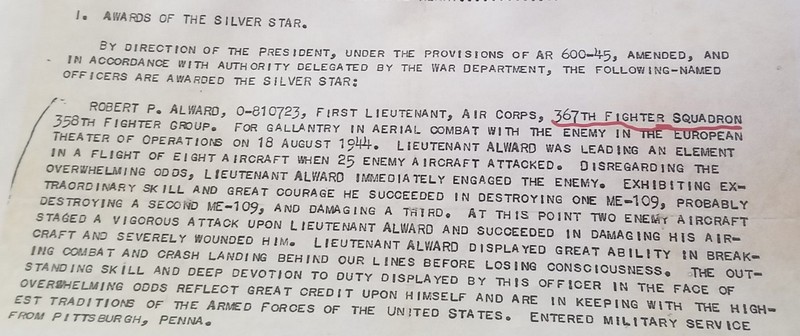 1. AWARDS OF THE SILVER STAR.
BY DIRECTION OF THE PRESIDENT, UNDER THE PROVISIONS OF AR 600-45, AMENDED, AND
IN ACCORDANCE WITH AUTHORITY DELEGATED BY THE WAR DEPARTMENT, THE FOLLOWING-NAMED
OFFICERS ARE AWARDED THE SILVER STAR:
ROBERT P. ALWARD, O-810723, FIRST LIEUTENANT, AIR CORPS, 367TH FIGHTER SQUADRON
358TH FIGHTER GROUP. FOR GALLANTRY IN AERIAL COMBAT WITH THE ENEMY IN THE EUROPEAN
THEATER OF OPERATIONS ON 18 AUGUST 1944. LIEUTENANT ALWARD WAS LEADING AN ELEMENT
IN A FLIGHT OF EIGHT AIRCRAFT WHEN 25 ENEMY AIRCRAFT ATTACKED. DISREGARDING THE
OVERWHELMING ODDS, LIEUTENANT ALWARD IMMEDIATELY ENGAGED THE ENEMY. EXHIBITING EX-
TRAORDINARY SKILL AND GREAT COURAGE HE SUCCEEDED IN DESTROYING ONE ME-109, PROBABLY
DESTROYING A SECOND ME-109, AND DAMAGING A THIRD. AT THIS POINT TWO ENEMY AIRCRAFT
STAGED A VIGOROUS ATTACK UPON LIEUTENANT ALWARD AND SUCCEEDED IN DAMAGING HIS AIR-
CRAFT AND SEVERELY WOUNDED HIM. LIEUTENANT ALWARD DISPLAYED GREAT ABILITY IN BREAK-
ING COMBAT AND CRASH LANDING BEHIND OUR LINES BEFORE LOSING CONSCIOUSNESS. THE OUT-
STANDING SKILL AND DEEP DEVOTION TO DUTY DISPLAYED BY THIS OFFICER IN THE FACE OF
OVERWHELMING ODDS REFLECT GREAT CREDIT UPON HIMSELF AND ARE IN KEEPING WITH THE HIGH-
EST TRADITIONS OF THE ARMED FORCES OF THE UNITED STATES. ENTERED MILITARY SERVICE
FROM PITTSBURGH, PENNA.